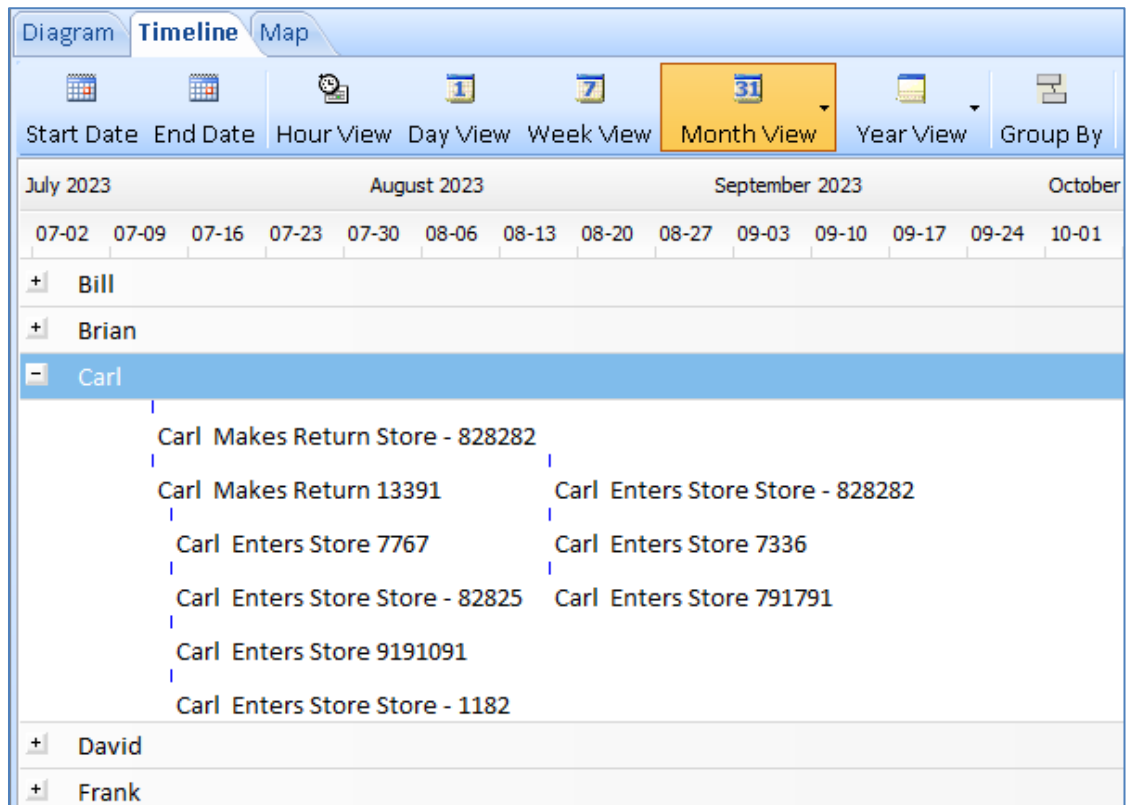 Diagram Timeline Map
1 7 31
Start Date End Date Hour View Day View Week View Month View Year View Group By
July 2023 August 2023 September 2023 October
07-02 07-09 07-16 07-23 07-30 08-06 08-13 08-20 08-27 09-03 09-10 09-17 09-24 10-01
+ Bill
+ Brian
- Carl
Carl Makes Return Store - 828282
Carl Makes Return 13391 Carl Enters Store Store - 828282
Carl Enters Store 7767 Carl Enters Store 7336
Carl Enters Store Store - 82825 Carl Enters Store 791791
Carl Enters Store 9191091
Carl Enters Store Store - 1182
+ David
+ Frank